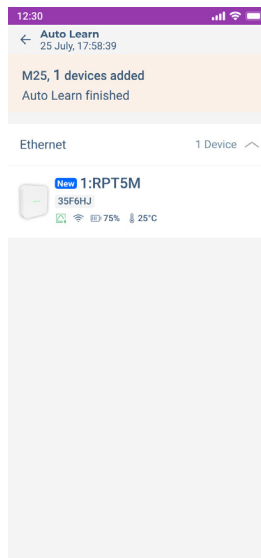 12:30
Auto Learn
25 July, 17:58:39
M25, 1 devices added
Auto Learn finished
Ethernet 1 Device
New 1:RPT5M
35F6HJ
75% 25°C